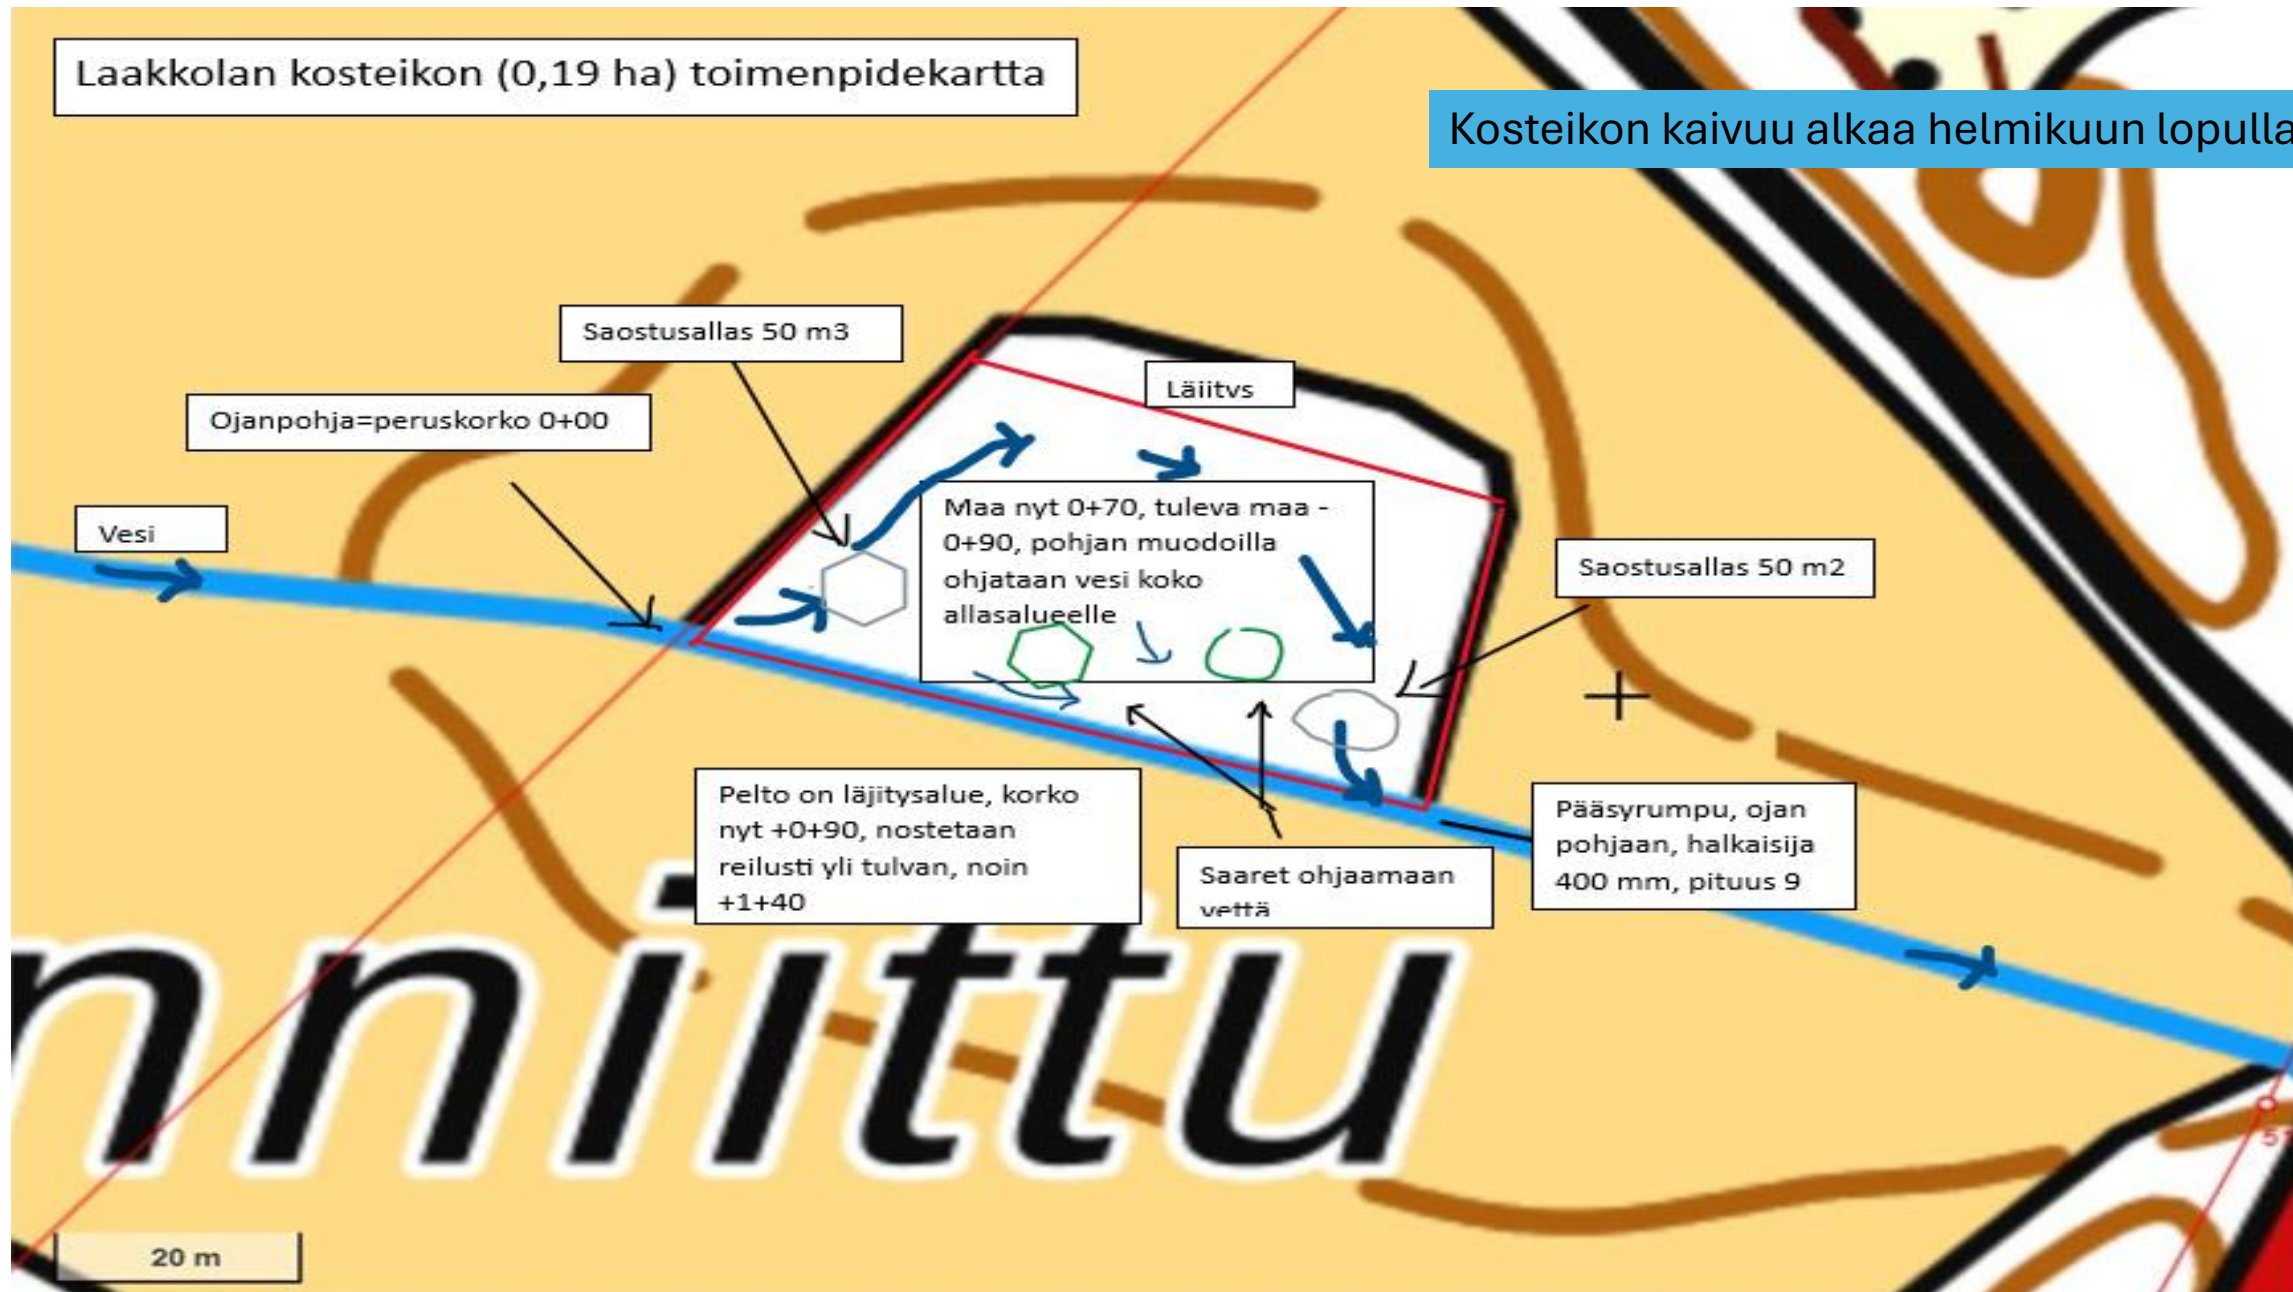 Laakkolan kosteikon (0,19 ha) toimenpidekartta
Kosteikon kaivuu alkaa helmikuun lopulla
Saostusallas 50 m3
Läjitys
Ojanpohja=peruskorko 0+00
Vesi
Maa nyt 0+70, tuleva maa -
0+90, pohjan muodoilla
ohjataan vesi koko
allasalueelle
Saostusallas 50 m2
Pelto on läjitysalue, korko
nyt +0+90, nostetaan
reilusti yli tulvan, noin
+1+40
Saaret ohjaamaan
vettä
Pääsyrumpu, ojan
pohjaan, halkaisija
400 mm, pituus 9
nniittu
20 m